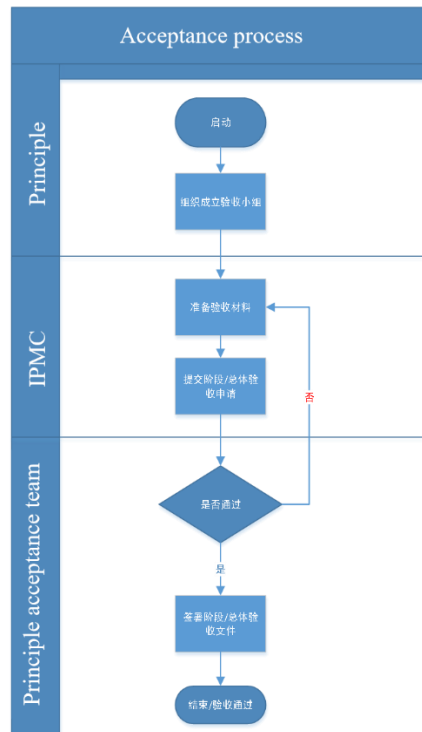 Acceptance process
Principle
启动
组织成立验收小组
IPMC
准备验收材料
提交阶段/总体验
收申请
否
Principle acceptance team
是否通过
是
签署阶段/总体验
收文件
结束/验收通过